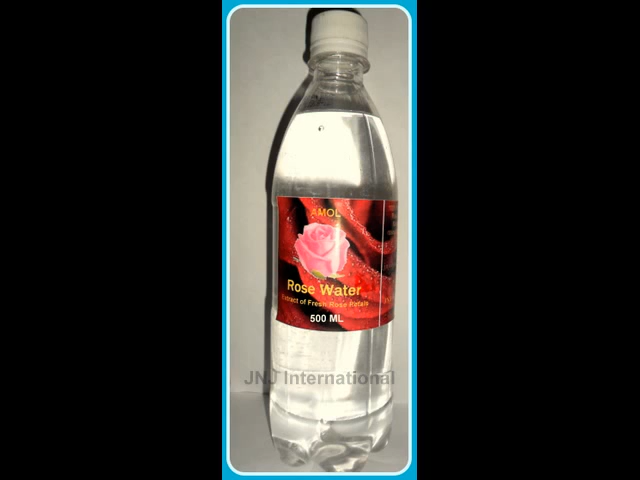 AMOL
Rose Water
Extract of Fresh Rose Petals
500 ML
JNJ International